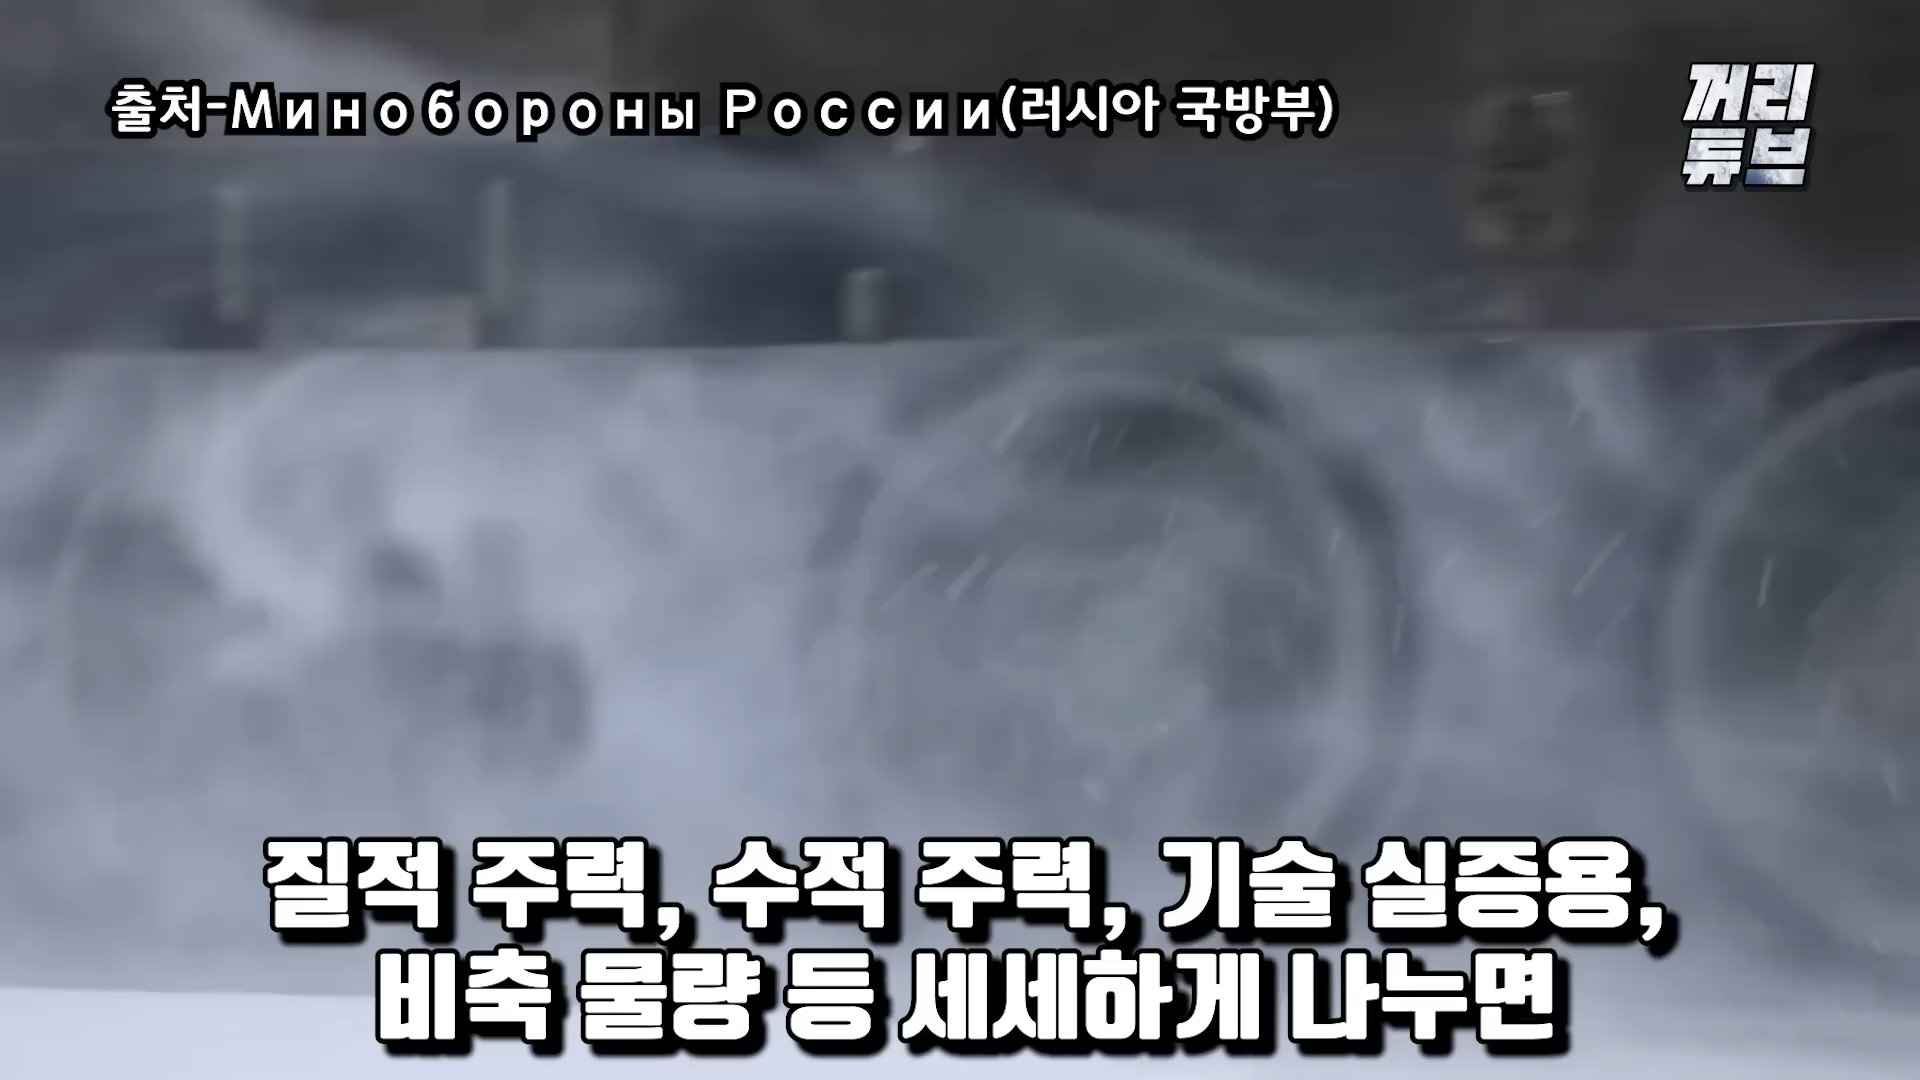 출처-Минобороны России(러시아 국방부)
꺼리
튜브
질적 주력, 수적 주력, 기술 실증용,
비축 물량 등 세세하게 나누면